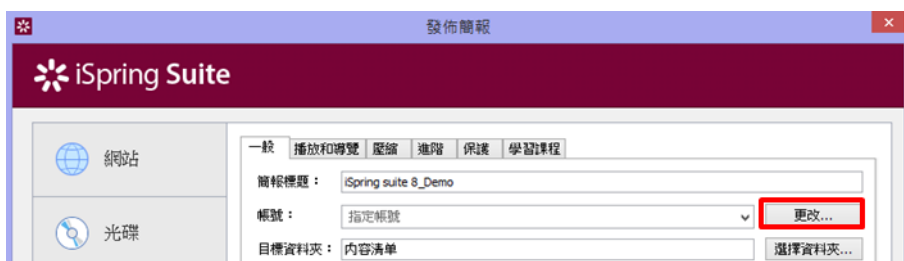 發佈簡報
iSpring Suite
網站
光碟
一般 播放和導覽 壓縮 進階 保護 學習課程
簡報標題： iSpring suite 8_Demo
帳號： 指定帳號 更改...
目標資料夾： 内容清单 選擇資料夾...